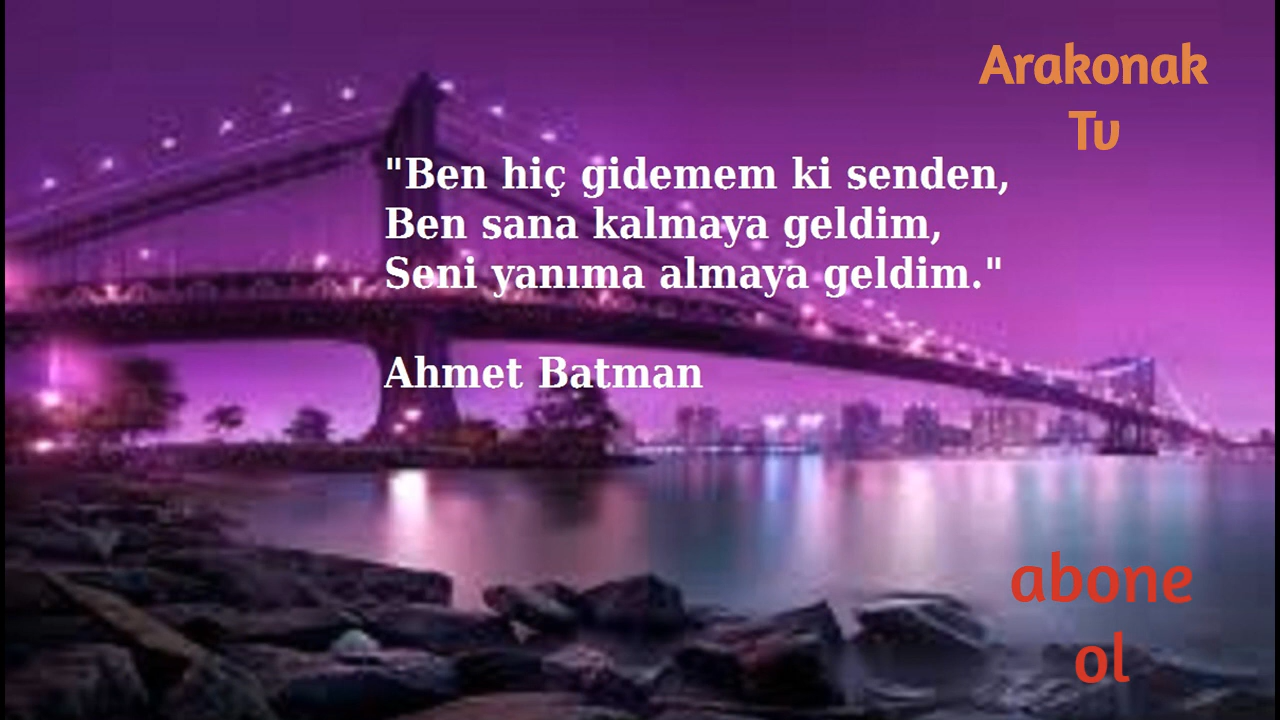 Arakonak
Tv
"Ben hiç gidemem ki senden,
Ben sana kalmaya geldim,
Seni yanıma almaya geldim."
Ahmet Batman
abone
ol